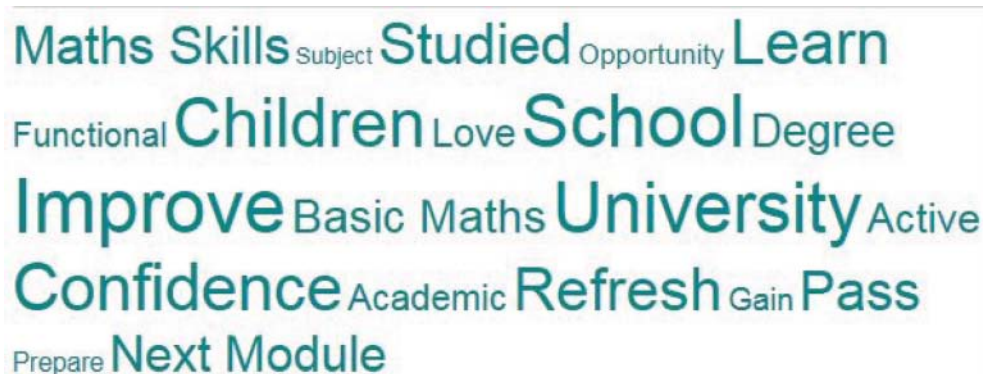 Maths Skills Subject Studied Opportunity Learn
Functional Children Love School Degree
Improve Basic Maths University Active
Confidence Academic Refresh Gain Pass
Prepare Next Module